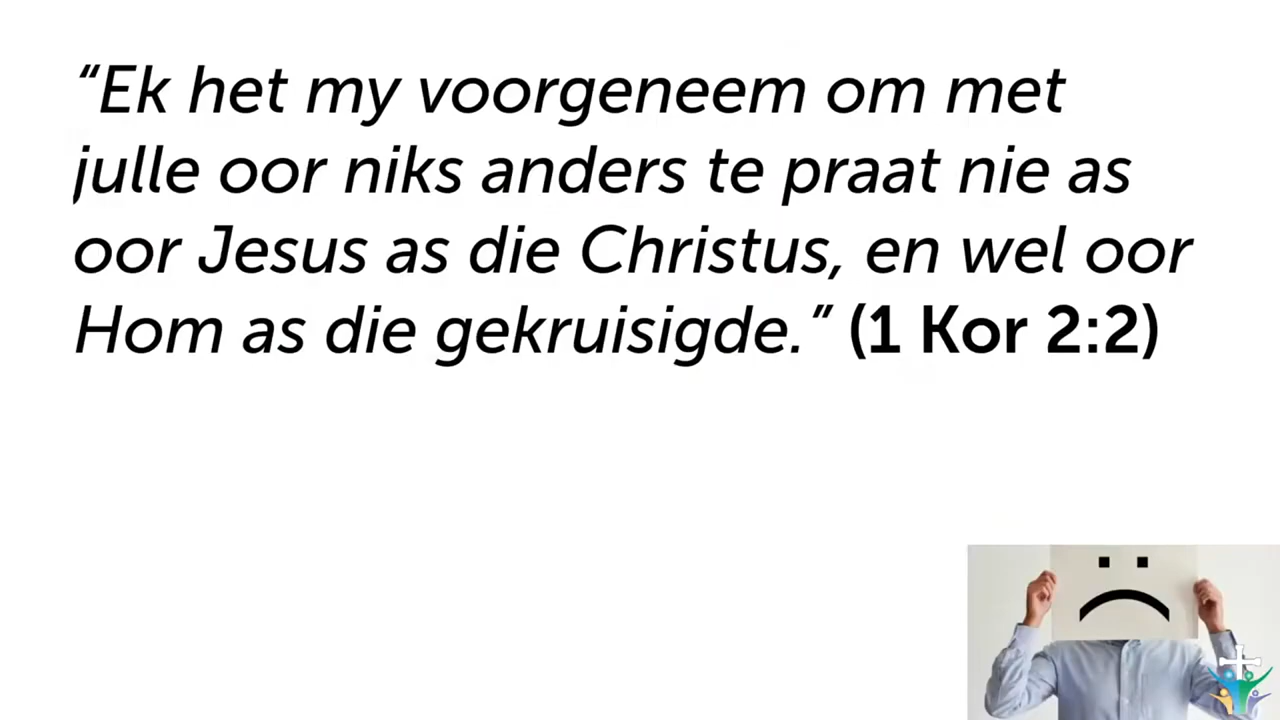 “Ek het my voorgeneem om met
julle oor niks anders te praat nie as
oor Jesus as die Christus, en wel oor
Hom as die gekruisigde.” (1 Kor 2:2)